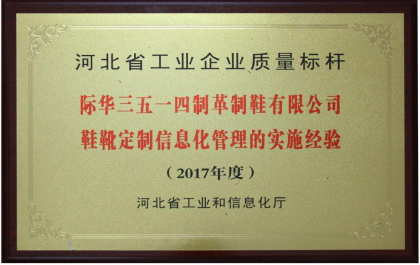 河北省工业企业质量标杆
际华三五一四制革制鞋有限公司
鞋靴定制信息化管理的实施经验
(2017年度)
河北省工业和信息化厅